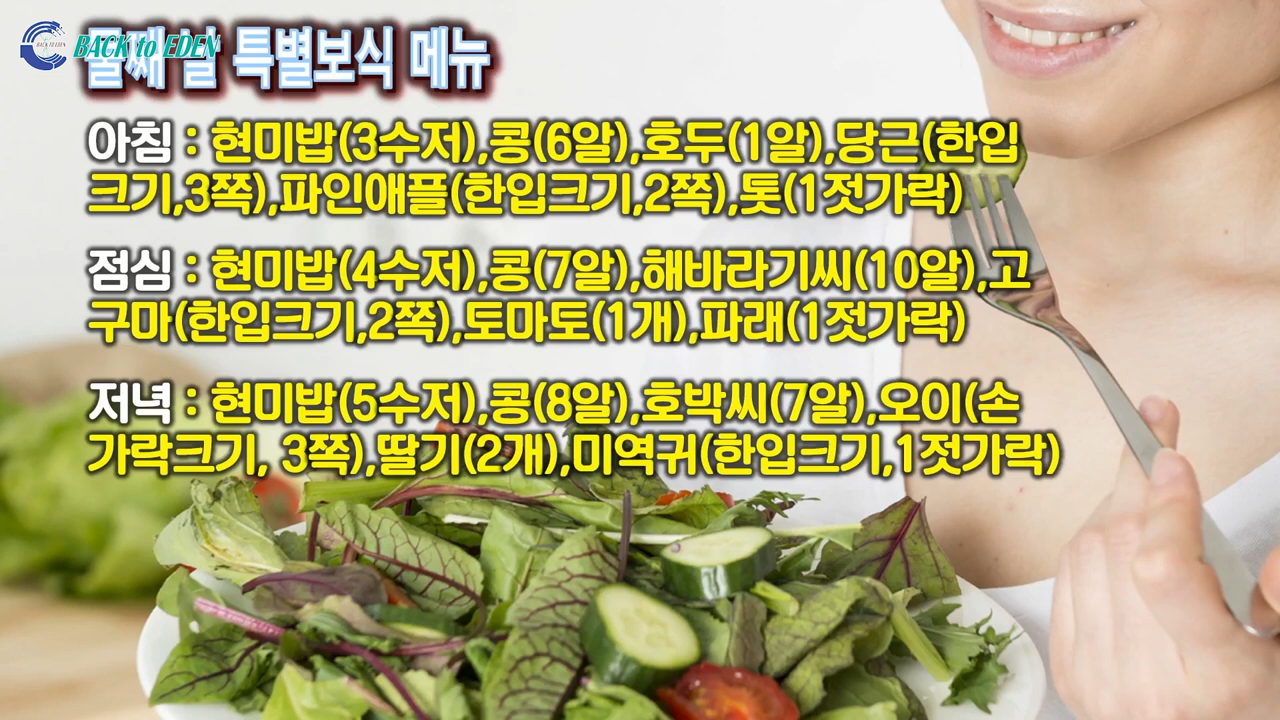 BACK to EDEN
둘째 날 특별보식 메뉴
아침 : 현미밥(3수저),콩(6알),호두(1알),당근(한입
크기,3쪽),파인애플(한입크기,2쪽),톳(1젓가락)
점심 : 현미밥(4수저),콩(7알),해바라기씨(10알),고
구마(한입크기,2쪽),토마토(1개),파래(1젓가락)
저녁 : 현미밥(5수저),콩(8알),호박씨(7알),오이(손
가락크기, 3쪽),딸기(2개),미역귀(한입크기,1젓가락)